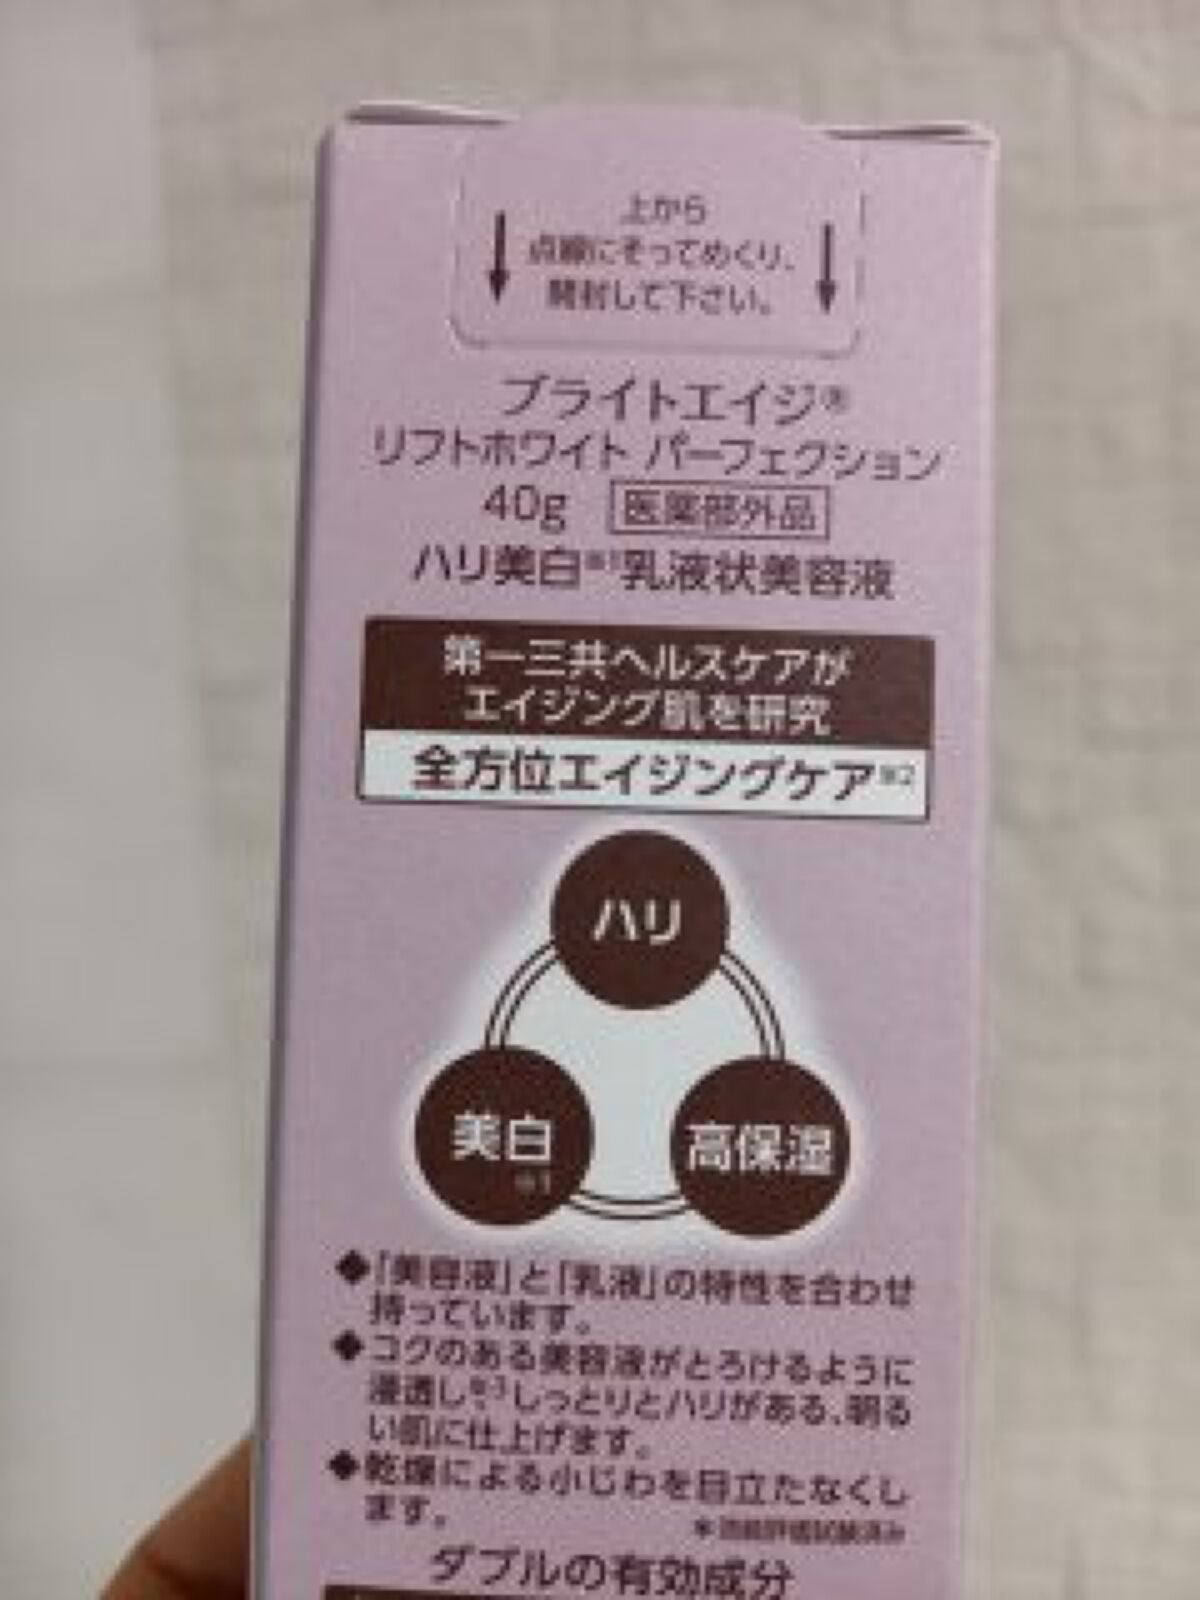 上から
点線にそってめくり、
開封して下さい。
ブライトエイジ®
リフトホワイト パーフェクション
40g 医薬部外品
ハリ美白※1乳液状美容液
第一三共ヘルスケアが
エイジング肌を研究
全方位エイジングケア※2
ハリ
美白
※1
高保湿
◆「美容液」と「乳液」の特性を合わせ
持っています。
◆コクのある美容液がとろけるように
浸透し※3しっとりとハリがある、明る
い肌に仕上げます。
◆乾燥による小じわを目立たなくし
ます。
＊効能評価試験済み
ダブルの有効成分